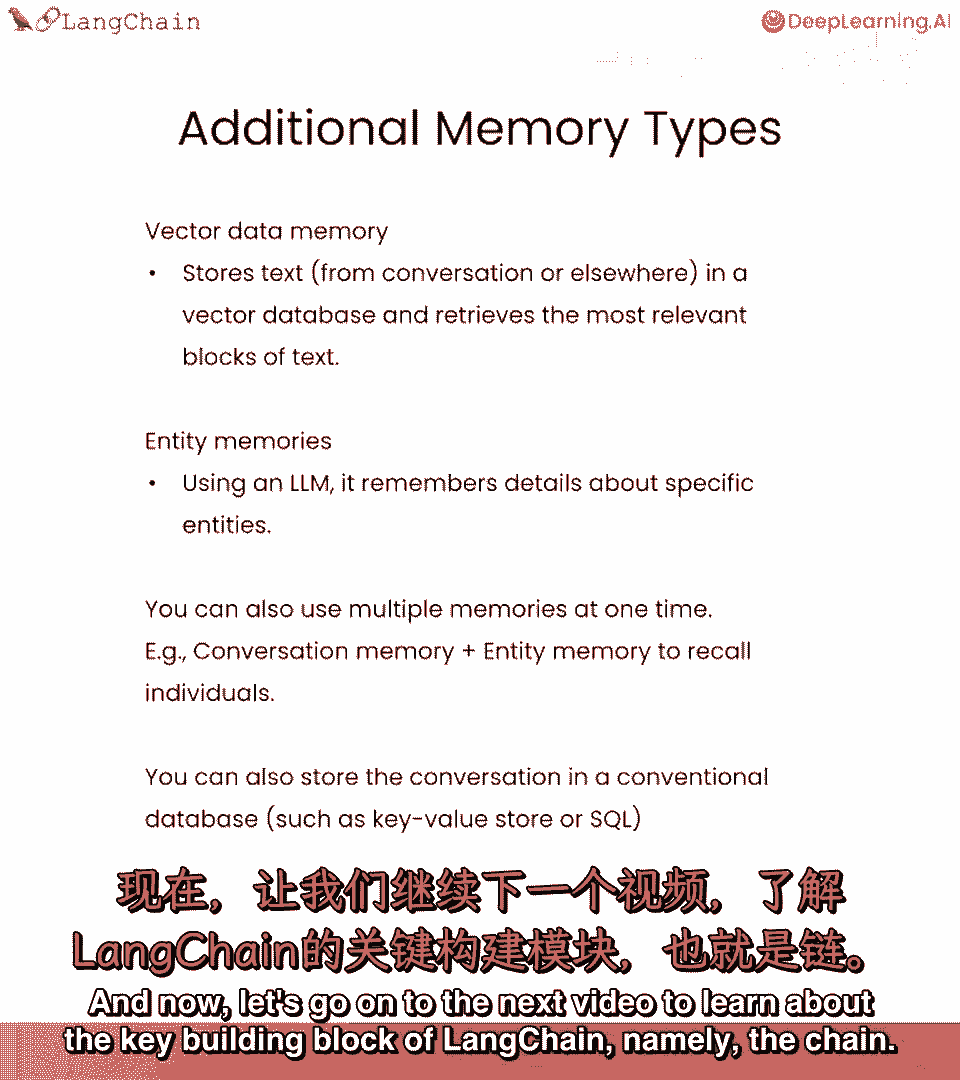 LangChain
DeepLearning.AI
Additional Memory Types
Vector data memory
• Stores text (from conversation or elsewhere) in a
vector database and retrieves the most relevant
blocks of text.
Entity memories
• Using an LLM, it remembers details about specific
entities.
You can also use multiple memories at one time.
E.g., Conversation memory + Entity memory to recall
individuals.
You can also store the conversation in a conventional
database (such as key-value store or SQL)
现在，让我们继续下一个视频，了解
LangChain的关键构建模块，也就是链。
And now, let's go on to the next video to learn about
the key building block of LangChain, namely, the chain.